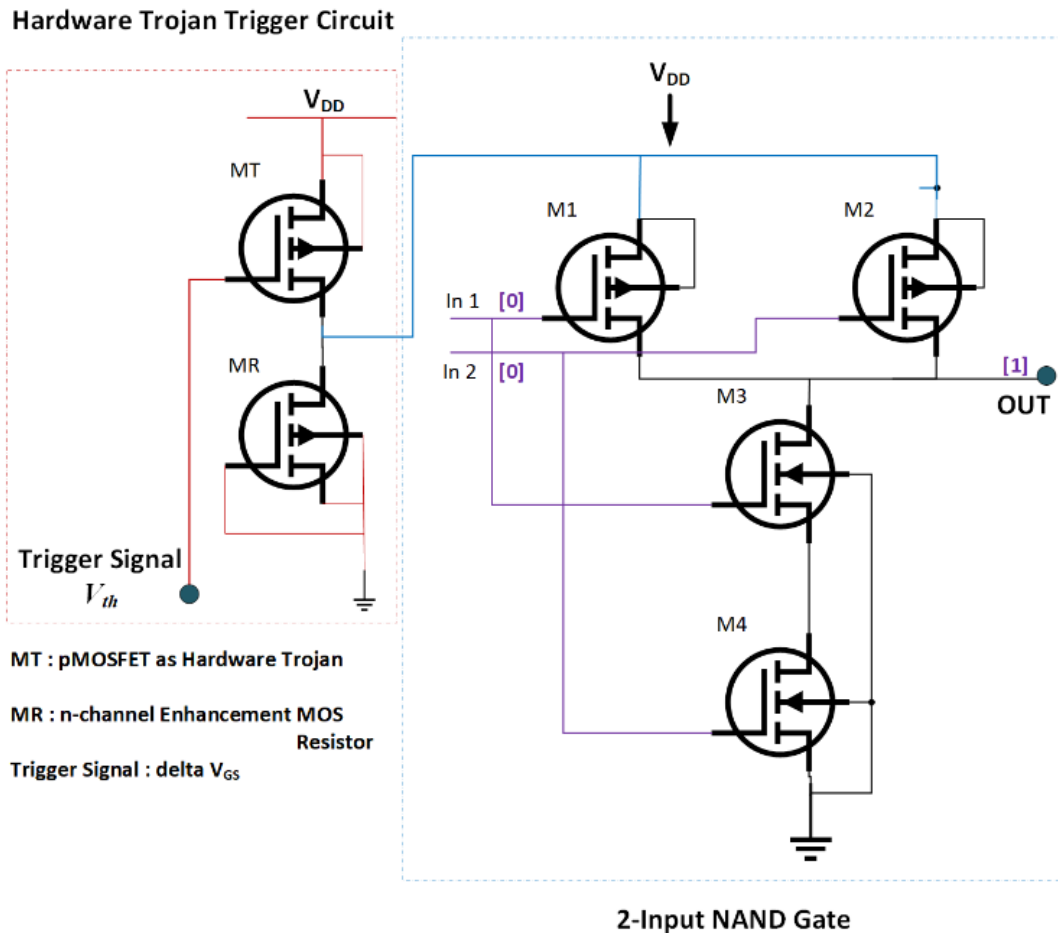 Hardware Trojan Trigger Circuit
VDD
VDD
MT
M1
M2
In 1 [0]
In 2 [0]
MR
[1]
OUT
M3
Trigger Signal
Vth
M4
MT : pMOSFET as Hardware Trojan
MR : n-channel Enhancement MOS
Resistor
Trigger Signal : delta VGS
2-Input NAND Gate